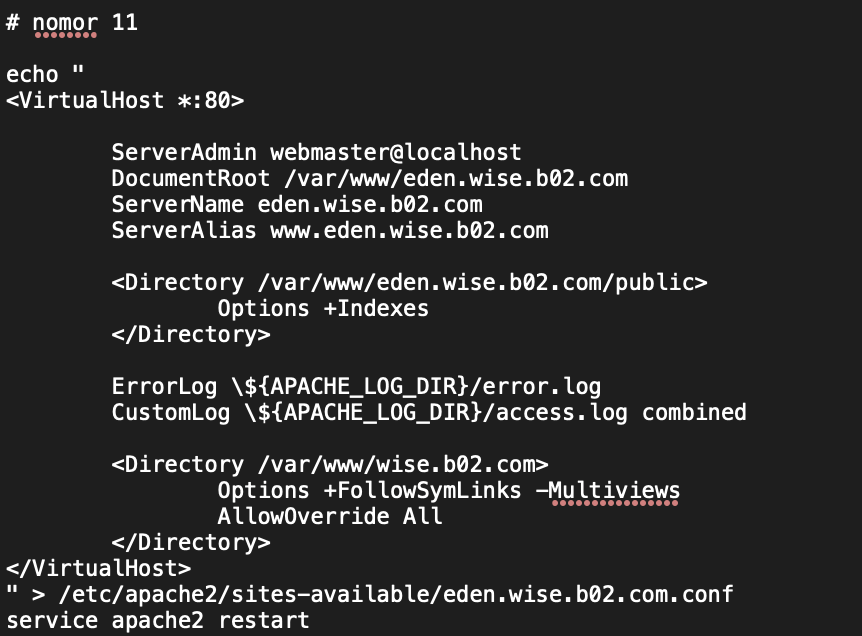 # nomor 11
echo "
<VirtualHost *:80>
ServerAdmin webmaster@localhost
DocumentRoot /var/www/eden.wise.b02.com
ServerName eden.wise.b02.com
ServerAlias www.eden.wise.b02.com
<Directory /var/www/eden.wise.b02.com/public>
Options +Indexes
</Directory>
ErrorLog \${APACHE_LOG_DIR}/error.log
CustomLog \${APACHE_LOG_DIR}/access.log combined
<Directory /var/www/wise.b02.com>
Options +FollowSymLinks -Multiviews
AllowOverride All
</Directory>
</VirtualHost>
" > /etc/apache2/sites-available/eden.wise.b02.com.conf
service apache2 restart